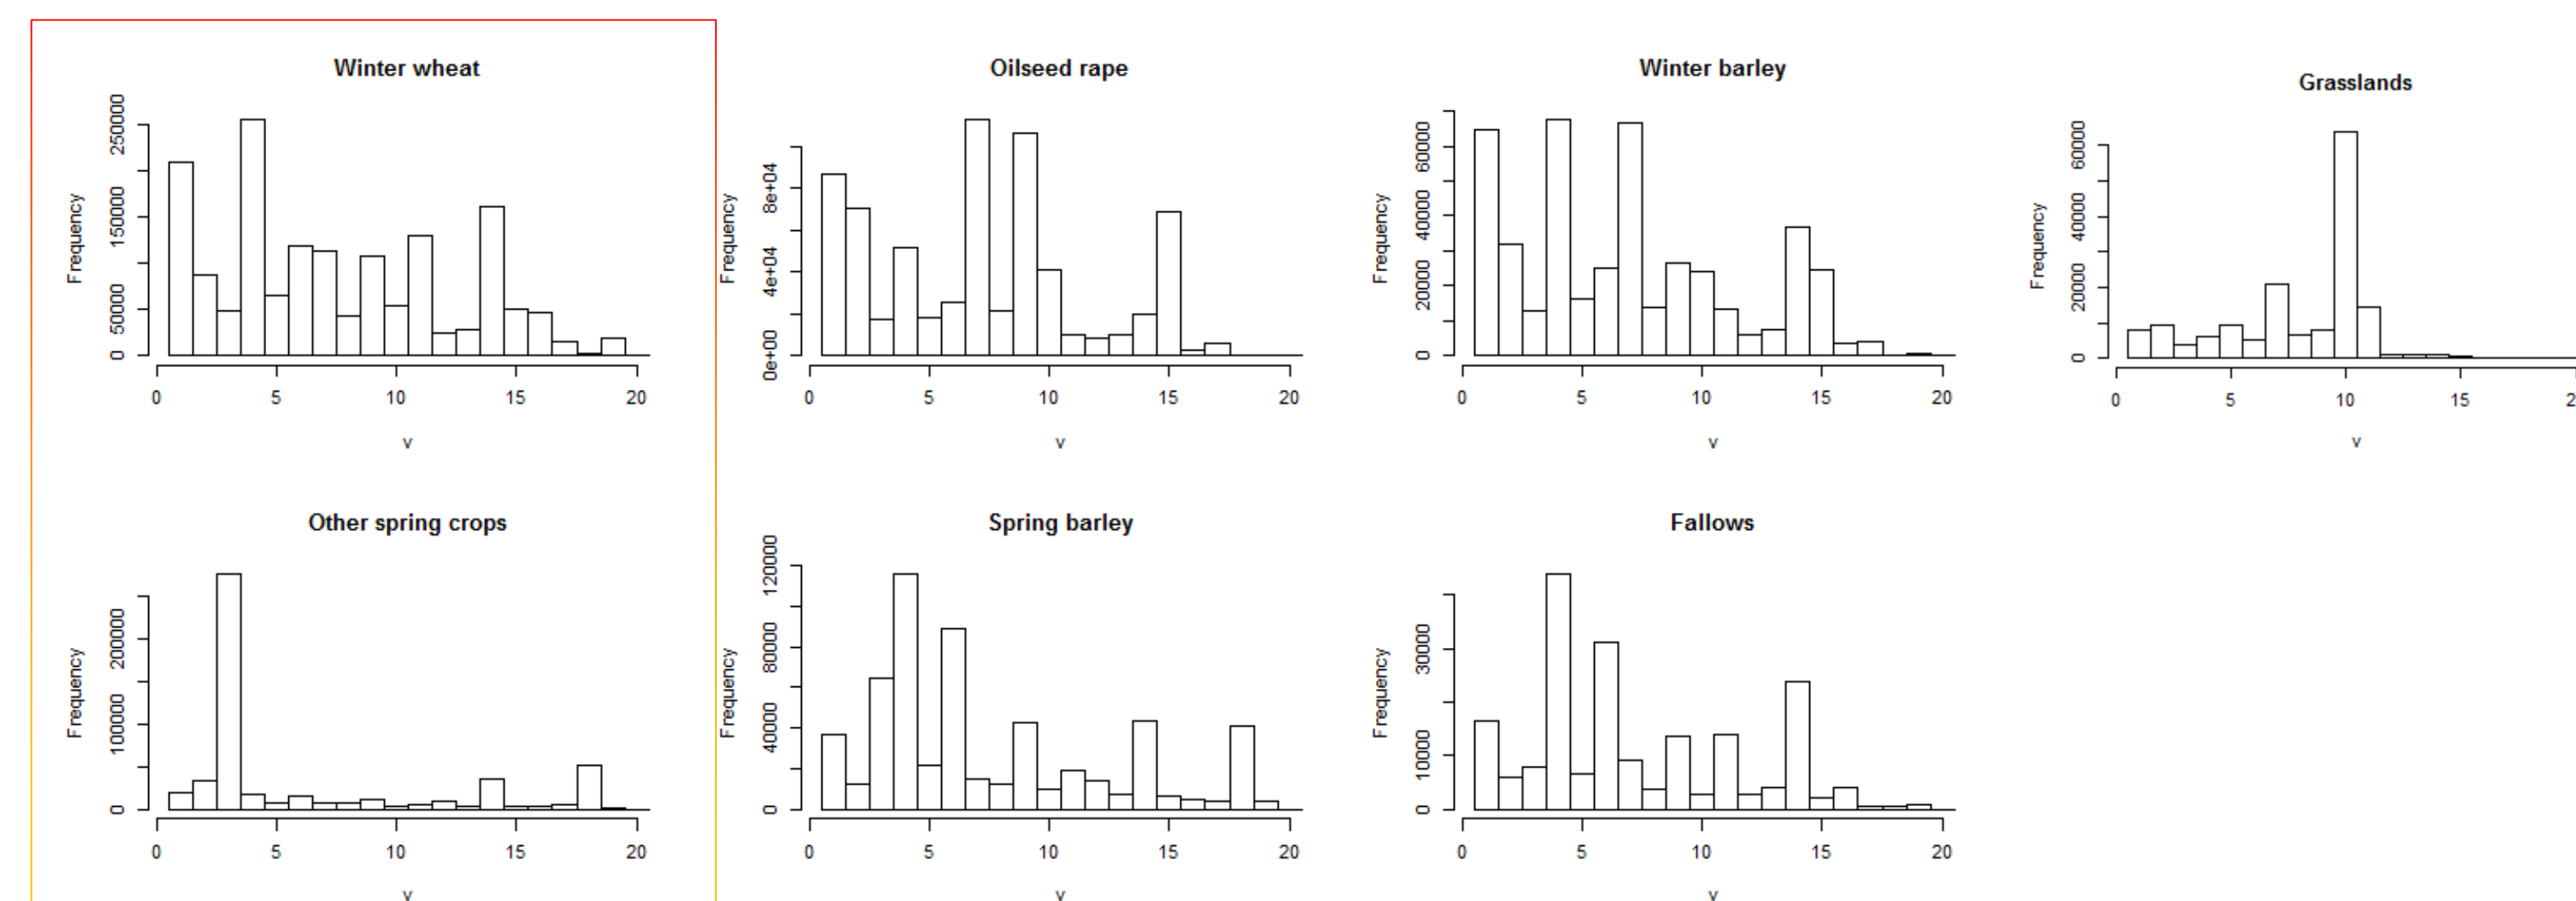 Winter wheat
Frequency
0 50000 150000 250000
0 5 10 15 20
v
Oilseed rape
Frequency
0e+00 4e+04 8e+04
0 5 10 15 20
v
Winter barley
Frequency
0 20000 40000 60000
0 5 10 15 20
v
Grasslands
Frequency
0 20000 40000 60000
0 5 10 15 2
v
Other spring crops
Frequency
0 100000 200000
0 5 10 15 20
v
Spring barley
Frequency
0 40000 80000 120000
0 5 10 15 20
v
Fallows
Frequency
0 10000 30000
0 5 10 15 20
v